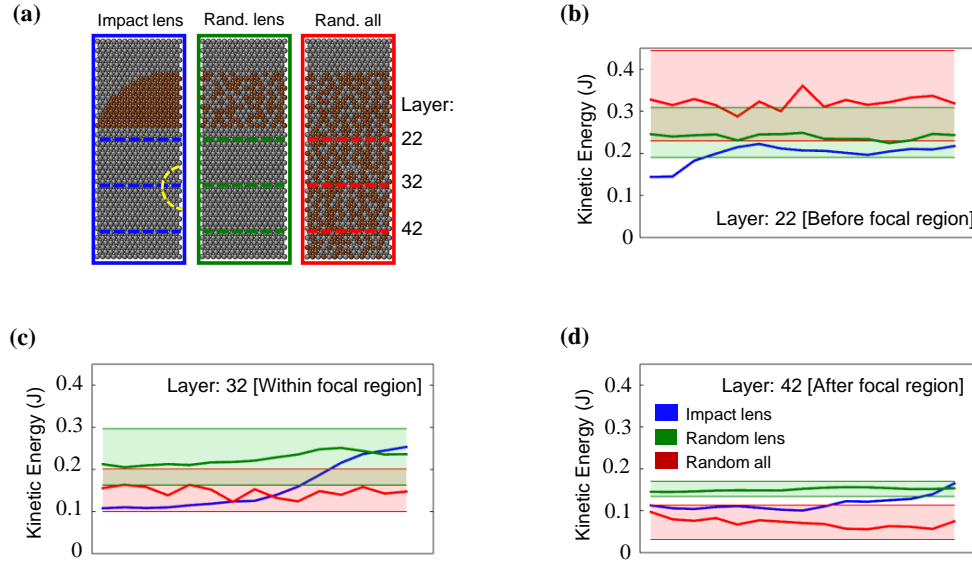 (a)
Impact lens
Rand. lens
Rand. all
Layer:
22
32
42
(b)
Kinetic Energy (J)
0.4
0.3
0.2
0.1
0
Layer: 22 [Before focal region]
(c)
Kinetic Energy (J)
0.4
0.3
0.2
0.1
0
Layer: 32 [Within focal region]
(d)
Kinetic Energy (J)
0.4
0.3
0.2
0.1
0
Layer: 42 [After focal region]
Impact lens
Random lens
Random all